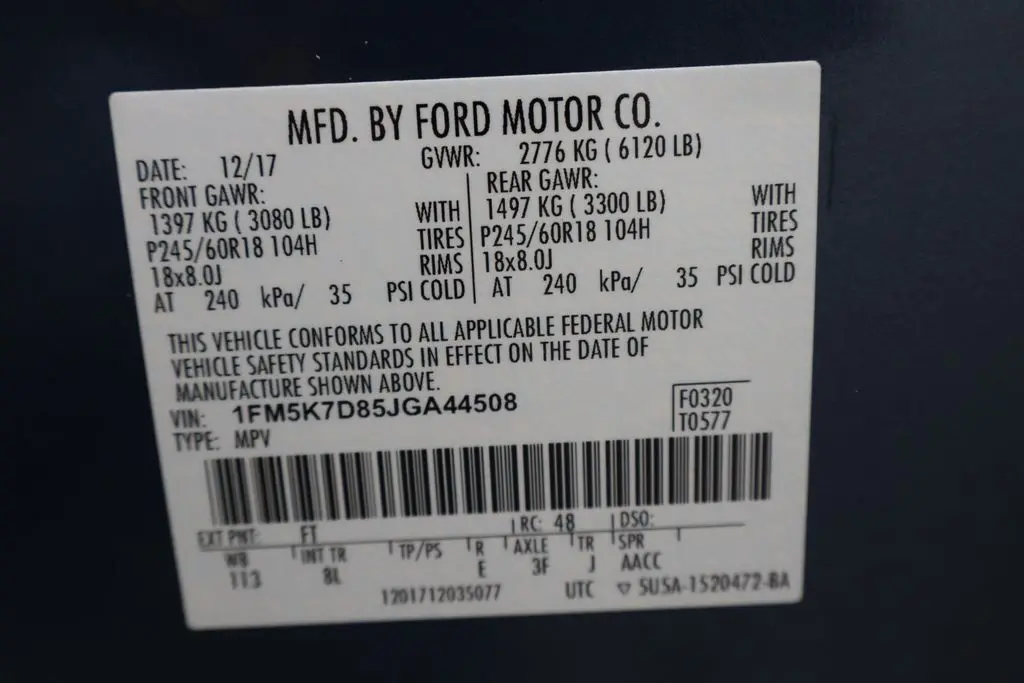 MFD. BY FORD MOTOR CO.
DATE: 12/17 GVWR: 2776 KG ( 6120 LB)
FRONT GAWR: REAR GAWR:
1397 KG ( 3080 LB) WITH 1497 KG ( 3300 LB) WITH
P245/60R18 104H TIRES P245/60R18 104H TIRES
18x8.0J RIMS 18x8.0J RIMS
AT 240 kPa/ 35 PSI COLD AT 240 kPa/ 35 PSI COLD
THIS VEHICLE CONFORMS TO ALL APPLICABLE FEDERAL MOTOR
VEHICLE SAFETY STANDARDS IN EFFECT ON THE DATE OF
MANUFACTURE SHOWN ABOVE.
VIN: 1FM5K7D85JGA44508 F0320
TYPE: MPV T0577
EXT PNT: FT RC: 48 DSO:
WB INT TR TP/PS R AXLE TR SPR
113 8L E 3F J AACC
1201712035077 UTC ▽ 5USA-1520472-BA